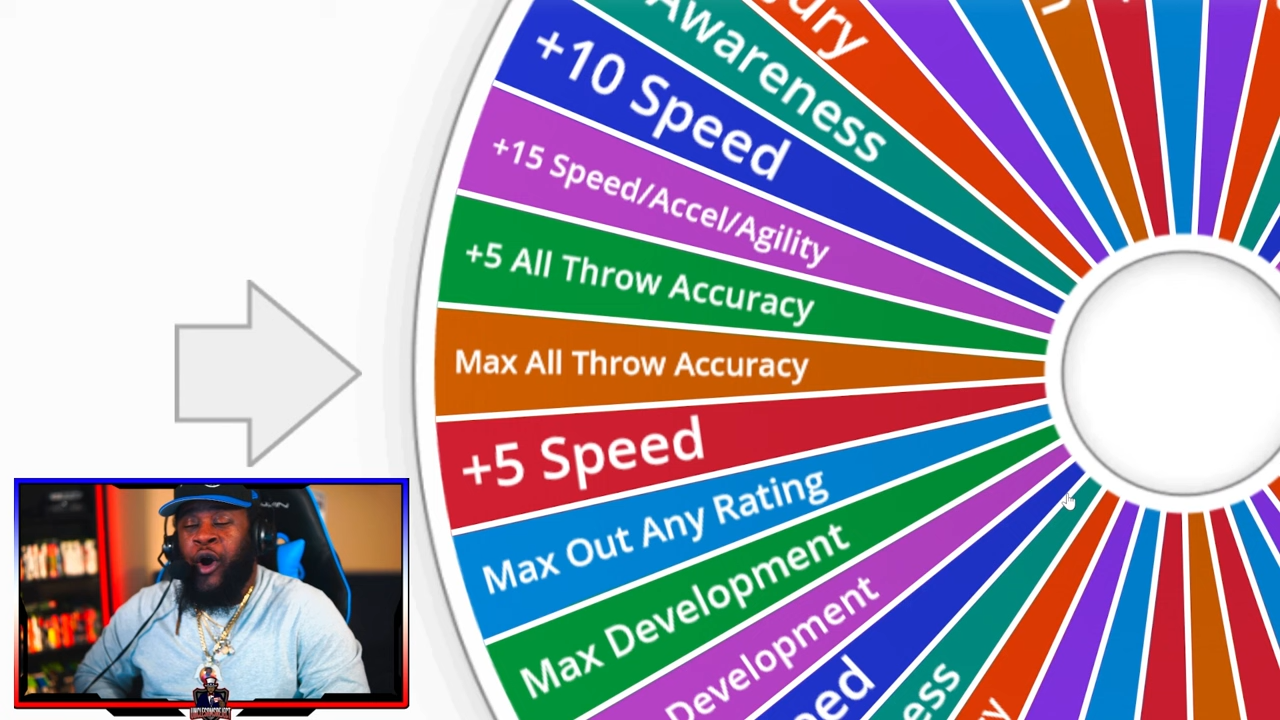 Awareness
+10 Speed
+15 Speed/Accel/Agility
+5 All Throw Accuracy
Max All Throw Accuracy
+5 Speed
Max Out Any Rating
Max Development
Development